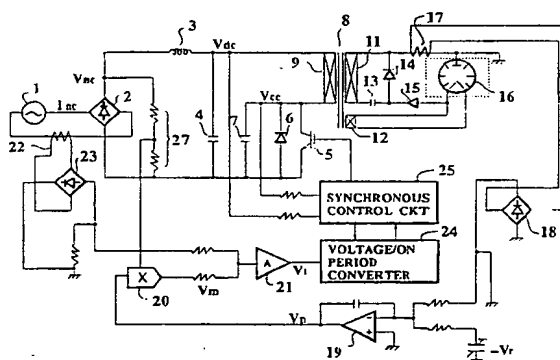 3
Vdc
8
17
Vac
9
11
14
1
Iac
2
13
15
16
4
7
Vcc
6
5
12
22
23
27
25
SYNCHRONOUS
CONTROL CKT
24
18
VOLTAGE/ON
PERIOD
CONVERTER
X
20
Vm
A
21
V1
Vp
19
-
+
-Vr